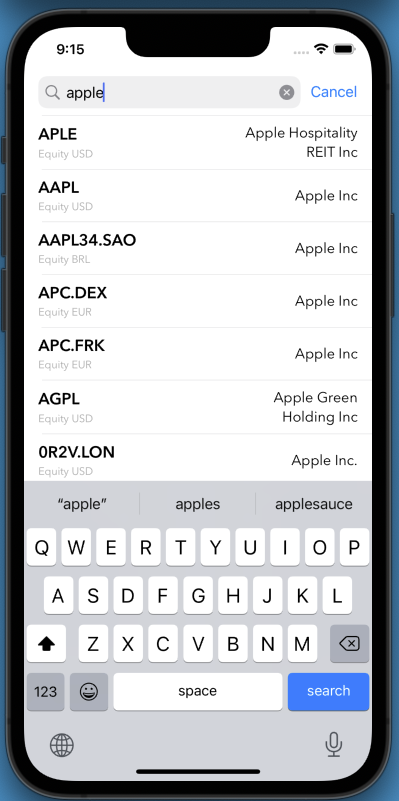 9:15
apple
Cancel
APLE
Equity USD
Apple Hospitality
REIT Inc
AAPL
Equity USD
Apple Inc
AAPL34.SAO
Equity BRL
Apple Inc
APC.DEX
Equity EUR
Apple Inc
APC.FRK
Equity EUR
Apple Inc
AGPL
Equity USD
Apple Green
Holding Inc
0R2V.LON
Equity USD
Apple Inc.
“apple”
apples
applesauce
Q W E R T Y U I O P
A S D F G H J K L
Z X C V B N M
123
space
search